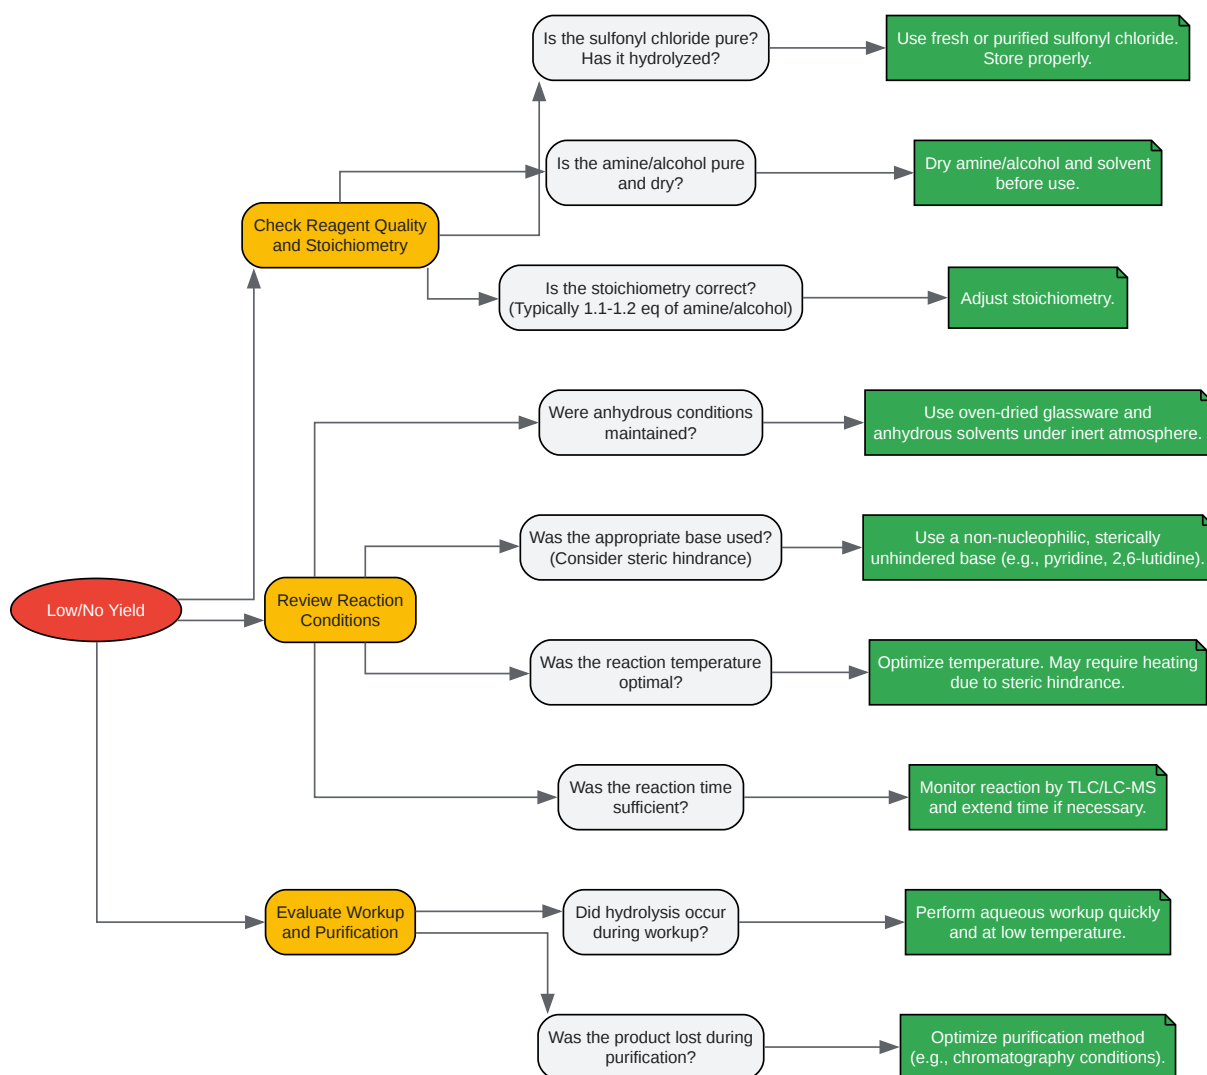 Is the sulfonyl chloride pure?
Has it hydrolyzed?
Use fresh or purified sulfonyl chloride.
Store properly.
Is the amine/alcohol pure
and dry?
Dry amine/alcohol and solvent
before use.
Check Reagent Quality
and Stoichiometry
Is the stoichiometry correct?
(Typically 1.1-1.2 eq of amine/alcohol)
Adjust stoichiometry.
Were anhydrous conditions
maintained?
Use oven-dried glassware and
anhydrous solvents under inert atmosphere.
Was the appropriate base used?
(Consider steric hindrance)
Use a non-nucleophilic, sterically
unhindered base (e.g., pyridine, 2,6-lutidine).
Low/No Yield
Review Reaction
Conditions
Was the reaction temperature
optimal?
Optimize temperature. May require heating
due to steric hindrance.
Was the reaction time
sufficient?
Monitor reaction by TLC/LC-MS
and extend time if necessary.
Evaluate Workup
and Purification
Did hydrolysis occur
during workup?
Perform aqueous workup quickly
and at low temperature.
Was the product lost during
purification?
Optimize purification method
(e.g., chromatography conditions).